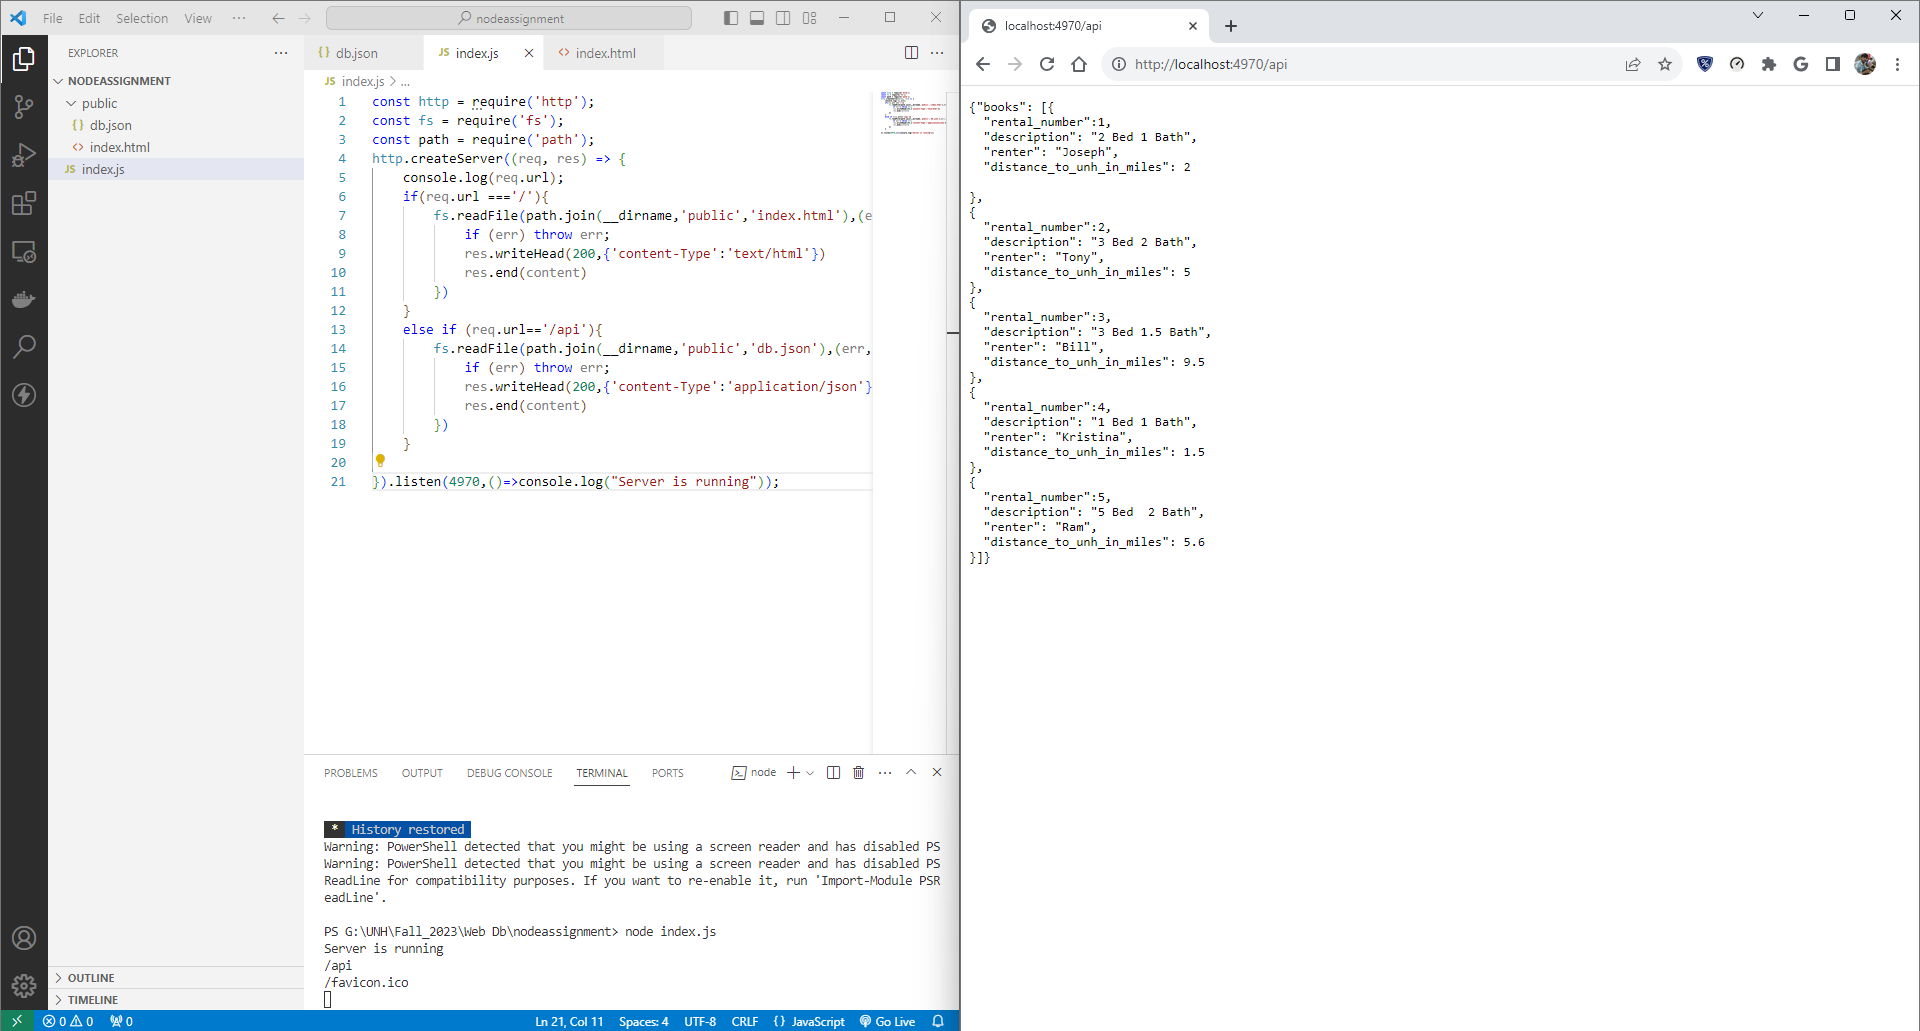 File Edit Selection View ...
nodeassignment
EXPLORER
NODEASSIGNMENT
public
{} db.json
<> index.html
JS index.js
OUTLINE
TIMELINE
{} db.json
JS index.js
<> index.html
JS index.js > ...
1 const http = require('http');
2 const fs = require('fs');
3 const path = require('path');
4 http.createServer((req, res) => {
5 console.log(req.url);
6 if(req.url ==='/'){
7 fs.readFile(path.join(__dirname,'public','index.html'),(e
8 if (err) throw err;
9 res.writeHead(200,{'content-Type':'text/html'})
10 res.end(content)
11 })
12 }
13 else if (req.url=='/api'){
14 fs.readFile(path.join(__dirname,'public','db.json'),(err,
15 if (err) throw err;
16 res.writeHead(200,{'content-Type':'application/json'}
17 res.end(content)
18 })
19 }
20
21 }).listen(4970,()=>console.log("Server is running"));
PROBLEMS OUTPUT DEBUG CONSOLE TERMINAL PORTS
node
* History restored
Warning: PowerShell detected that you might be using a screen reader and has disabled PS
Warning: PowerShell detected that you might be using a screen reader and has disabled PS
ReadLine for compatibility purposes. If you want to re-enable it, run 'Import-Module PSR
eadLine'.
PS G:\UNH\Fall_2023\Web Db\nodeassignment> node index.js
Server is running
/api
/favicon.ico
0 0 0
Ln 21, Col 11 Spaces: 4 UTF-8 CRLF {} JavaScript Go Live
localhost:4970/api
http://localhost:4970/api
{"books": [{
"rental_number":1,
"description": "2 Bed 1 Bath",
"renter": "Joseph",
"distance_to_unh_in_miles": 2
},
{
"rental_number":2,
"description": "3 Bed 2 Bath",
"renter": "Tony",
"distance_to_unh_in_miles": 5
},
{
"rental_number":3,
"description": "3 Bed 1.5 Bath",
"renter": "Bill",
"distance_to_unh_in_miles": 9.5
},
{
"rental_number":4,
"description": "1 Bed 1 Bath",
"renter": "Kristina",
"distance_to_unh_in_miles": 1.5
},
{
"rental_number":5,
"description": "5 Bed  2 Bath",
"renter": "Ram",
"distance_to_unh_in_miles": 5.6
}]}